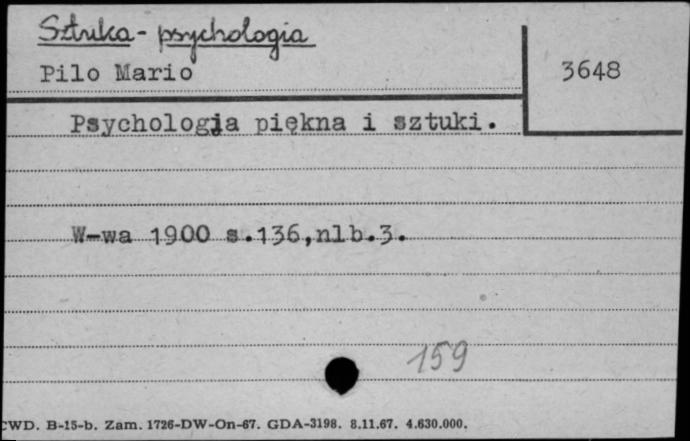 Sztuka - psychologia
Pilo Mario
3648
Psychologja piękna i sztuki.
W-wa 1900 s.136,nlb.3.
159
CWD. B-15-b. Zam. 1726-DW-On-67. GDA-3198. 8.11.67. 4.630.000.